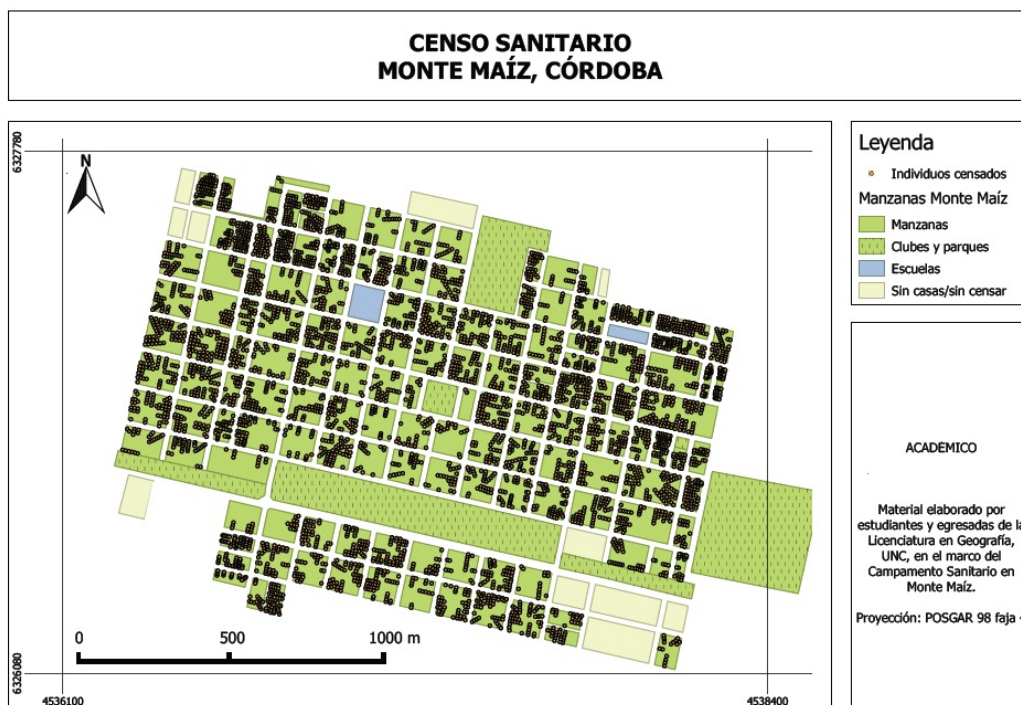 CENSO SANITARIO
MONTE MAÍZ, CÓRDOBA
6327780
N
Leyenda
Individuos censados
Manzanas Monte Maíz
Manzanas
Clubes y parques
Escuelas
Sin casas/sin censar
ACADÉMICO
Material elaborado por
estudiantes y egresadas de la
Licenciatura en Geografía,
UNC, en el marco del
Campamento Sanitario en
Monte Maíz.
Proyección: POSGAR 98 faja
0 500 1000 m
6326080
4536100 4538400